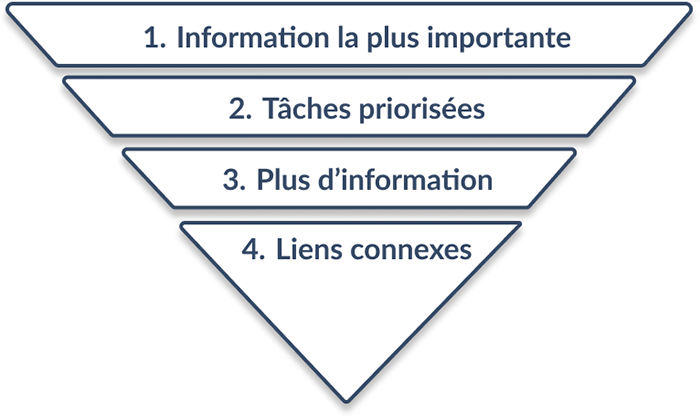 1. Information la plus importante
2. Tâches priorisées
3. Plus d’information
4. Liens connexes